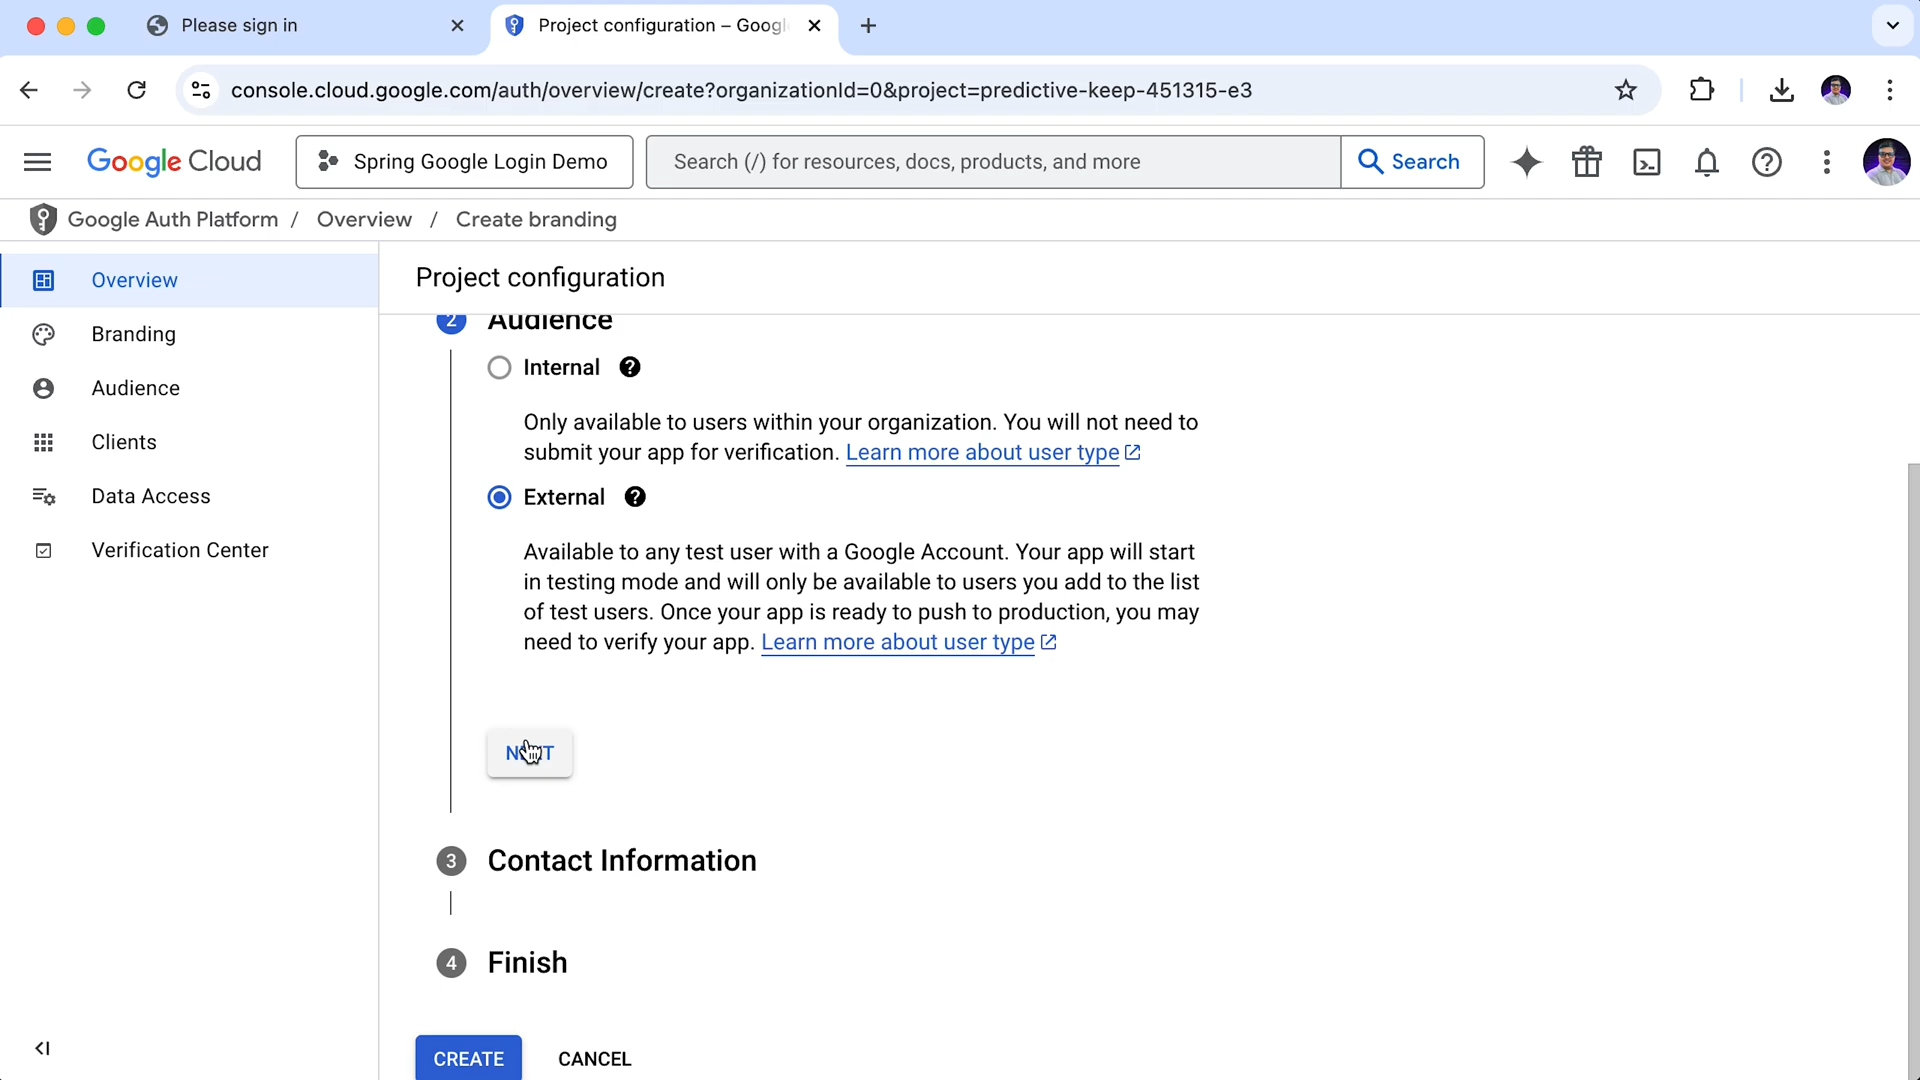 Please sign in
Project configuration – Googl
console.cloud.google.com/auth/overview/create?organizationId=0&project=predictive-keep-451315-e3
Google Cloud
Spring Google Login Demo
Search (/) for resources, docs, products, and more
Search
Google Auth Platform / Overview / Create branding
Overview
Branding
Audience
Clients
Data Access
Verification Center
Project configuration
2 Audience
Internal
Only available to users within your organization. You will not need to
submit your app for verification. Learn more about user type
External
Available to any test user with a Google Account. Your app will start
in testing mode and will only be available to users you add to the list
of test users. Once your app is ready to push to production, you may
need to verify your app. Learn more about user type
NEXT
3 Contact Information
4 Finish
CREATE
CANCEL